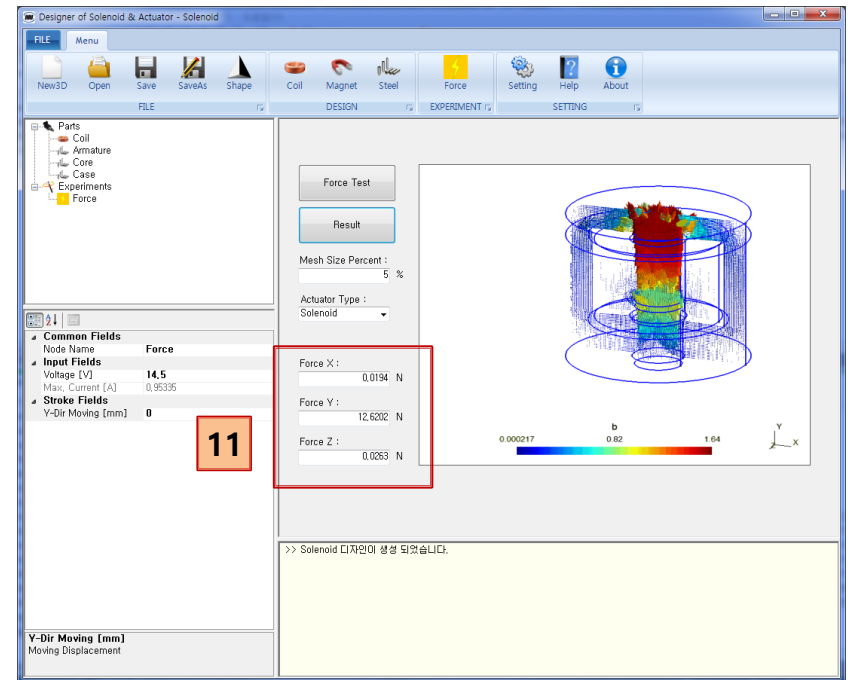 Designer of Solenoid & Actuator - Solenoid
FILE Menu
New3D Open Save SaveAs Shape Coil Magnet Steel Force Setting Help About
FILE DESIGN EXPERIMENT SETTING
Parts
Coil
Armature
Core
Case
Experiments
Force
Force Test
Result
Mesh Size Percent :
5 %
Actuator Type :
Solenoid
Common Fields
Node Name Force
Input Fields
Voltage [V] 14,5
Max, Current [A] 0,95335
Stroke Fields
Y-Dir Moving [mm] 0
11
Force X :
0,0194 N
Force Y :
12,6202 N
Force Z :
0,0263 N
b
0.000217 0.82 1.64
Y
Z X
>> Solenoid 디자인이 생성 되었습니다.
Y-Dir Moving [mm]
Moving Displacement